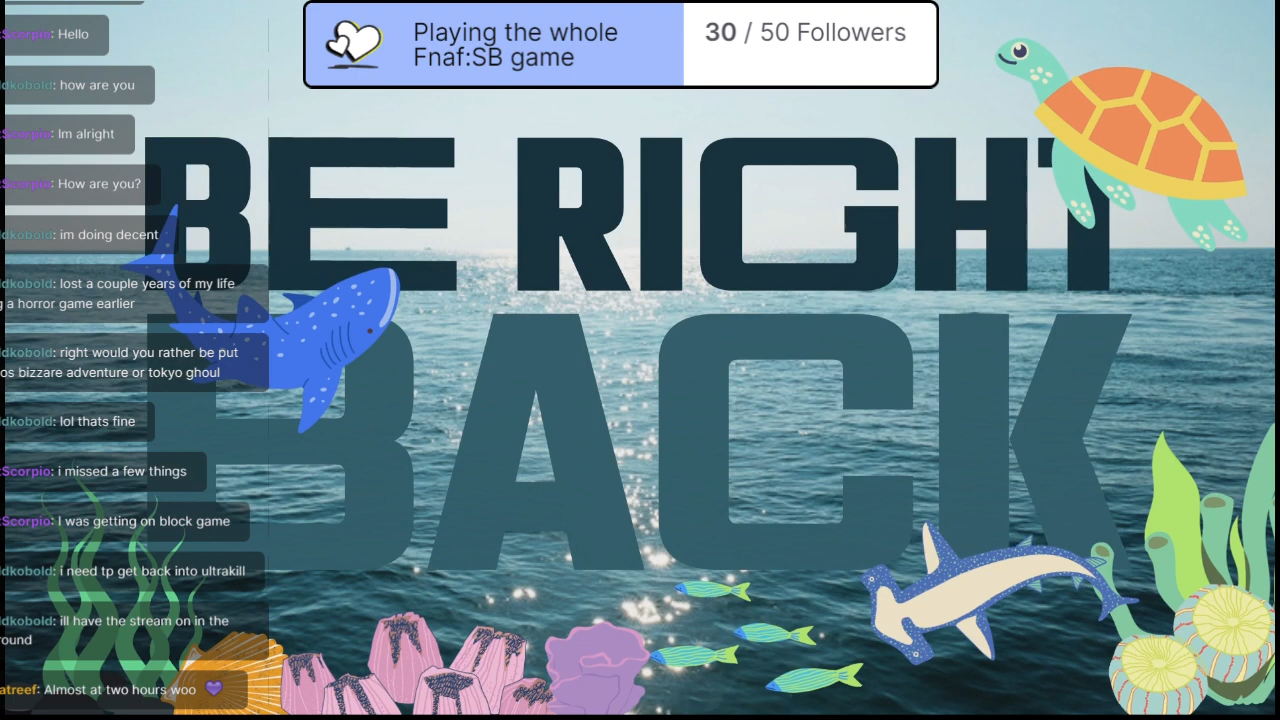 Playing the whole
Fnaf:SB game
30 / 50 Followers
BE RIGHT
BACK
Scorpio: Hello
dkobold: how are you
Scorpio: Im alright
Scorpio: How are you?
dkobold: im doing decent
dkobold: lost a couple years of my life
g a horror game earlier
dkobold: right would you rather be put
os bizzare adventure or tokyo ghoul
dkobold: lol thats fine
Scorpio: i missed a few things
Scorpio: I was getting on block game
dkobold: i need tp get back into ultrakill
dkobold: ill have the stream on in the
round
atreef: Almost at two hours woo 💜